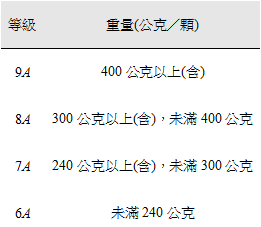 等級 重量(公克／顆)
9A 400 公克以上(含)
8A 300 公克以上(含)，未滿 400 公克
7A 240 公克以上(含)，未滿 300 公克
6A 未滿 240 公克